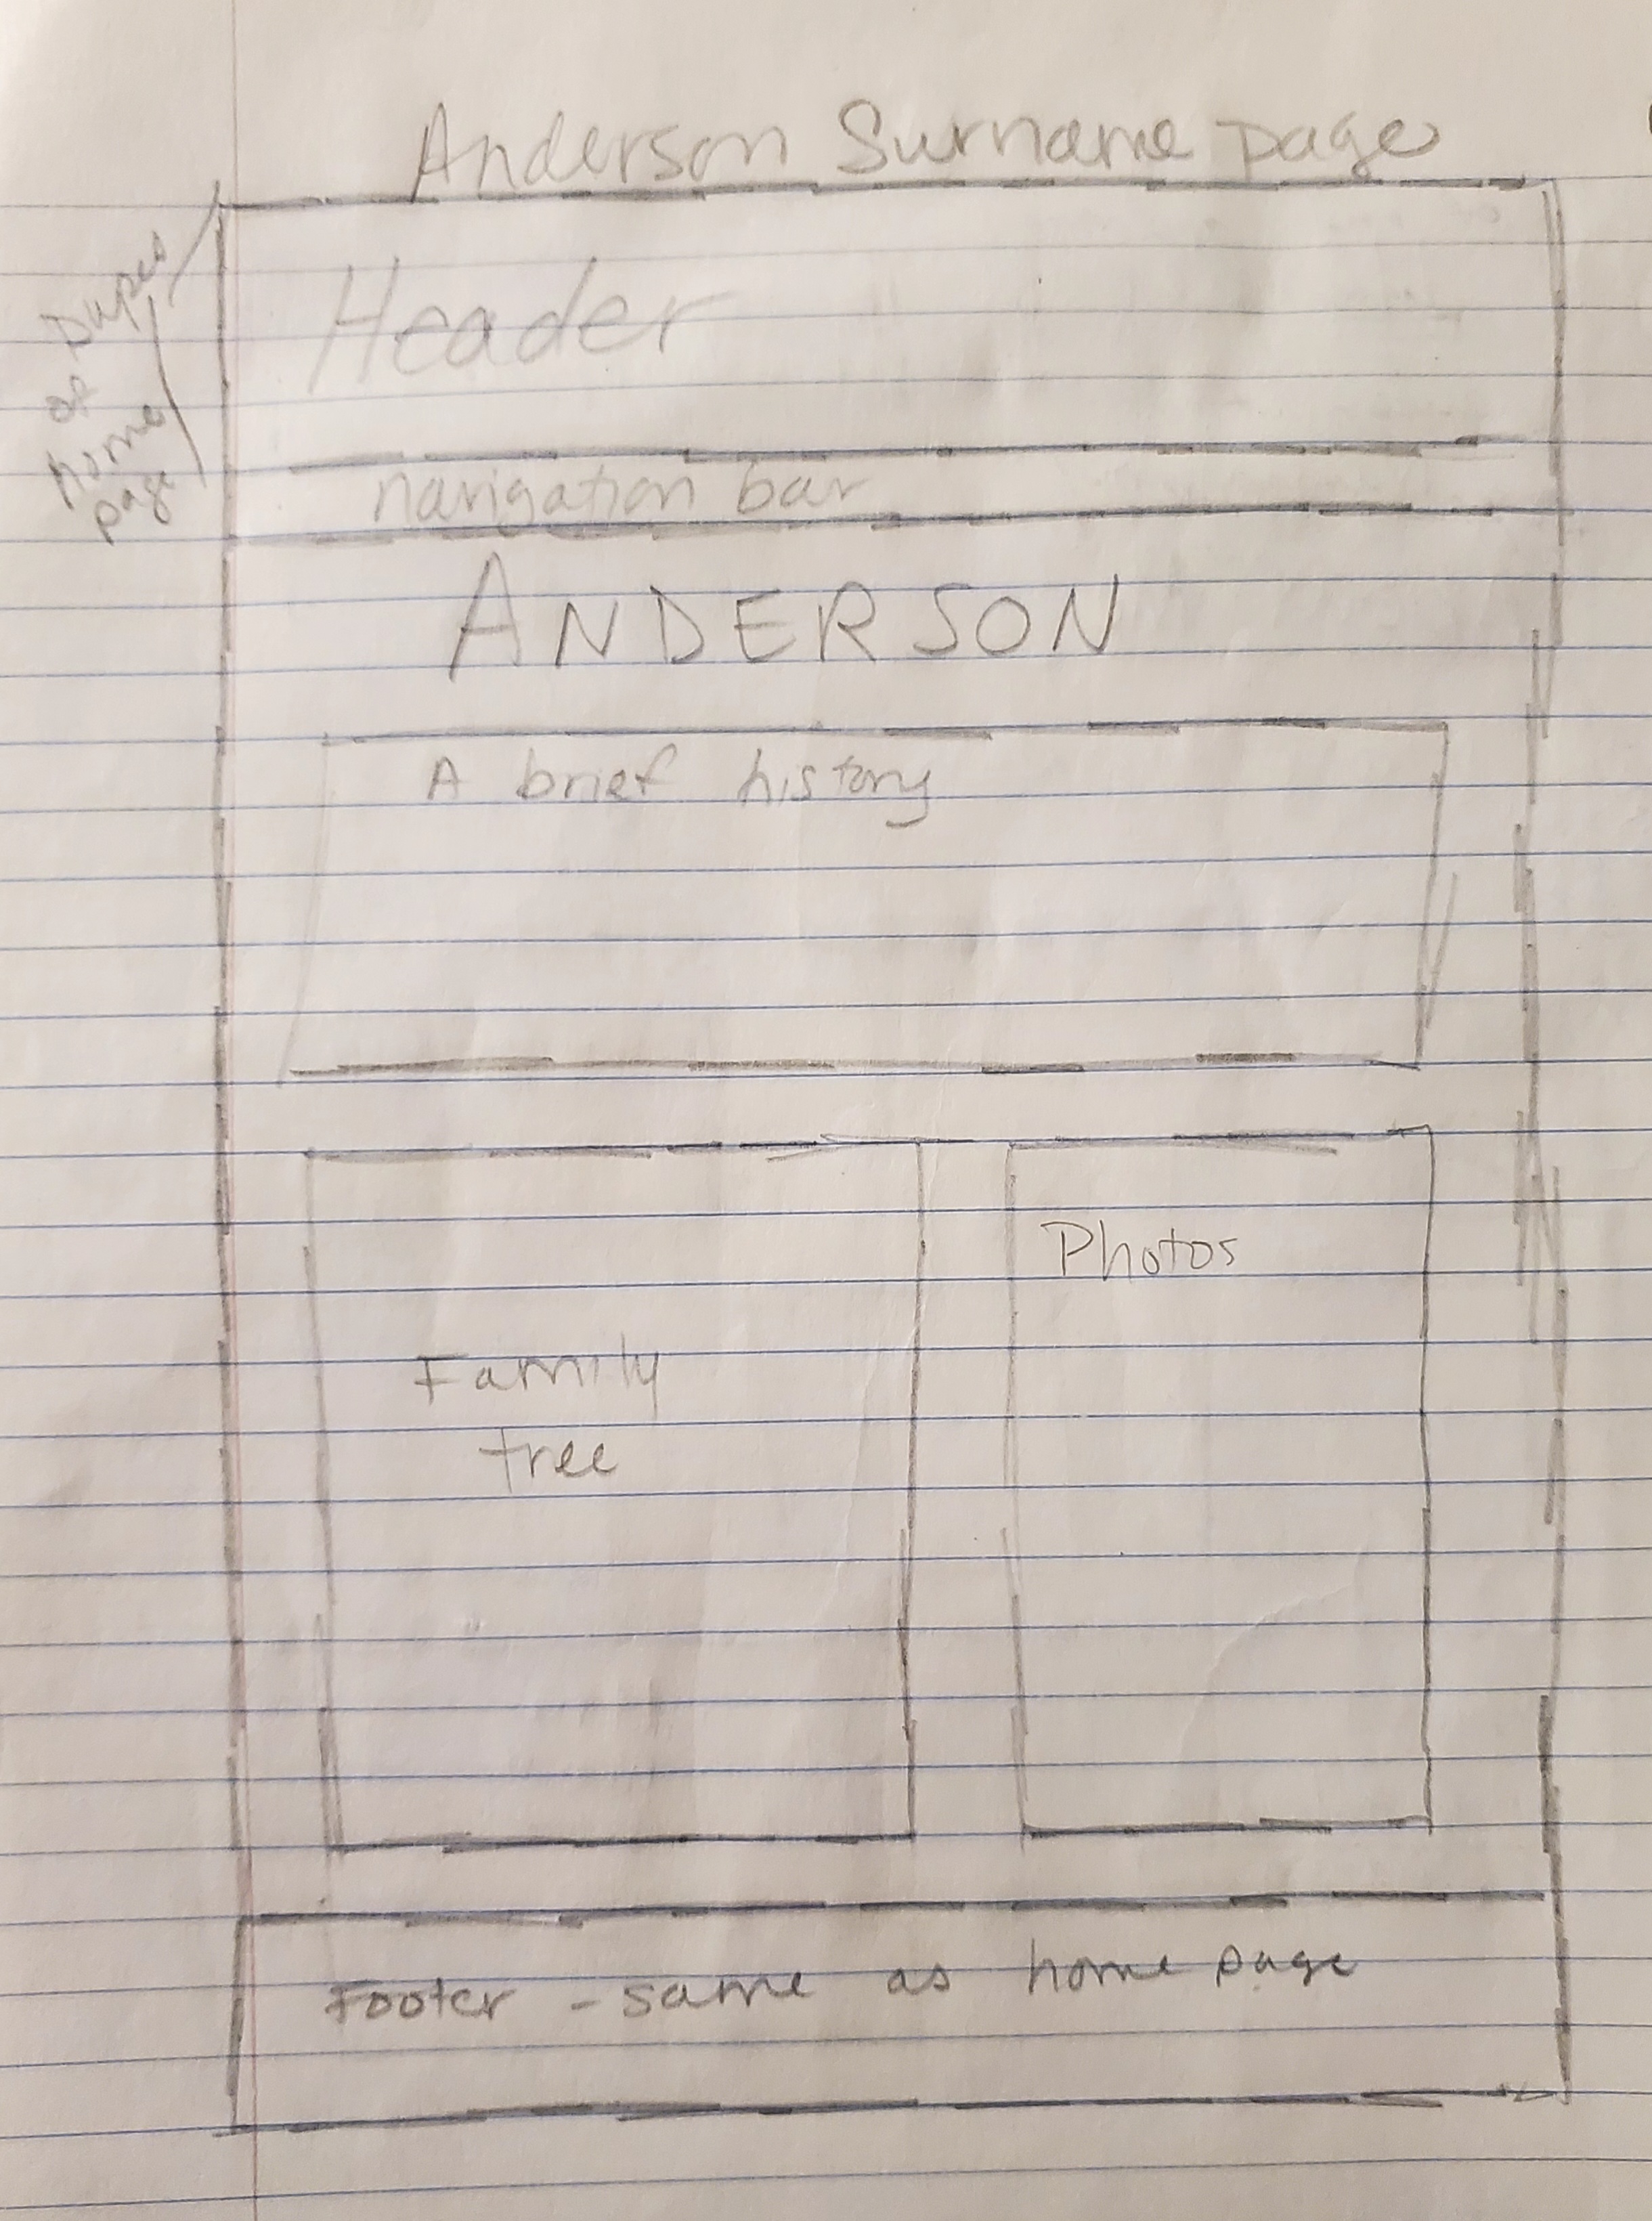 Anderson Surname page
Dupes
of
home
page
Header
navigation bar
ANDERSON
A brief history
Photos
Family
tree
Footer - same as home page